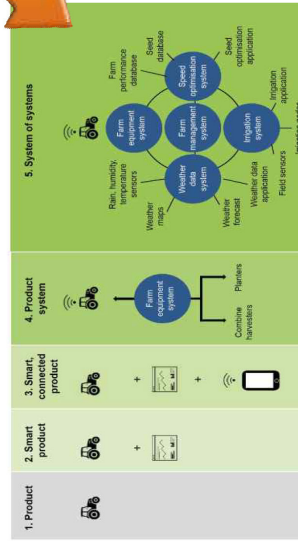 1. Product
2. Smart
product
3. Smart,
connected
product
4. Product
system
5. System of systems
+
+
+
Farm
equipment
system
Combine
harvesters
Planters
Farm
performance
database
Seed
database
Speed
optimisation
system
Seed
optimisation
application
Farm
equipment
system
Farm
management
system
Irrigation
system
Irrigation
application
Field sensors
Rain, humidity,
temperature
sensors
Weather
maps
Weather
data
system
Weather
forecast
Weather data
application